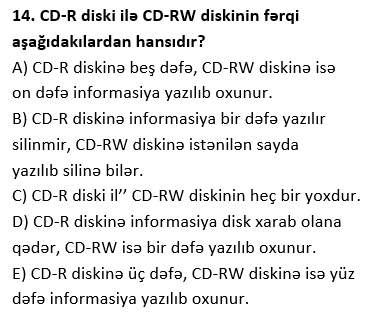 14. CD-R diski ilə CD-RW diskinin fərqi
aşağıdakılardan hansıdır?
A) CD-R diskinə beş dəfə, CD-RW diskinə isə
on dəfə informasiya yazılıb oxunur.
B) CD-R diskinə informasiya bir dəfə yazılır
silinmir, CD-RW diskinə istənilən sayda
yazılıb silinə bilər.
C) CD-R diski il’’ CD-RW diskinin heç bir yoxdur.
D) CD-R diskinə informasiya disk xarab olana
qədər, CD-RW isə bir dəfə yazılıb oxunur.
E) CD-R diskinə üç dəfə, CD-RW diskinə isə yüz
dəfə informasiya yazılıb oxunur.